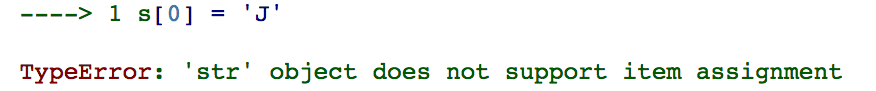 ----> 1 s[0] = 'J'
TypeError: 'str' object does not support item assignment